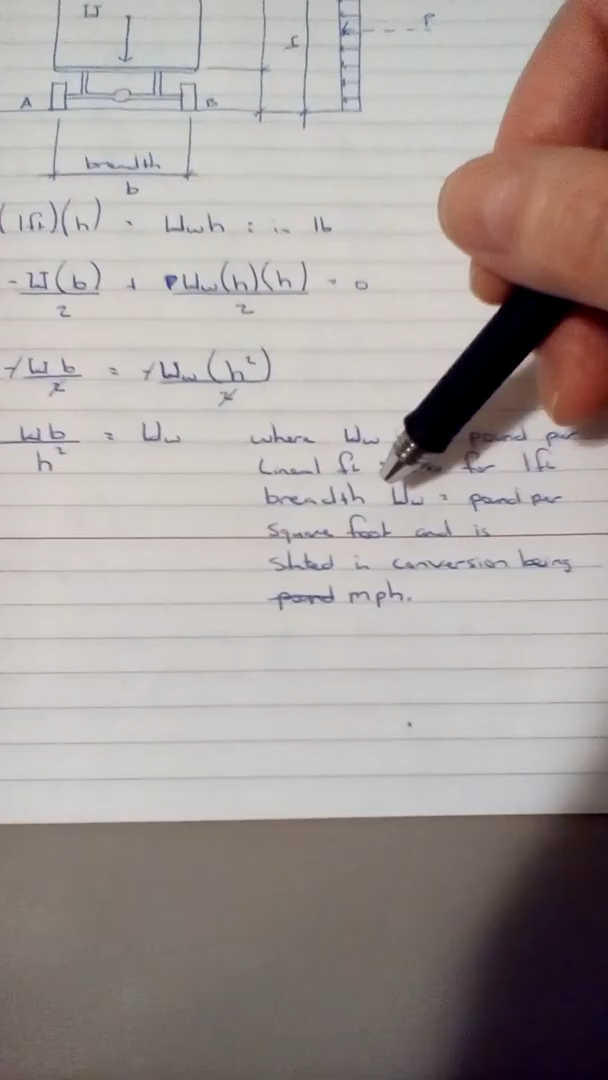 W
h
P
A
B
breadth
b
(1ft)(h) = Wwh = in lb
-W(b)/2 + Ww(h)(h)/2 = 0
-Wb/2 = -Ww(h²)/2
Wb/h² = Ww
where Ww pound per
Lineal ft for 1ft
breadth Ww = pound per
square foot and is
stated in conversion being
pound mph.